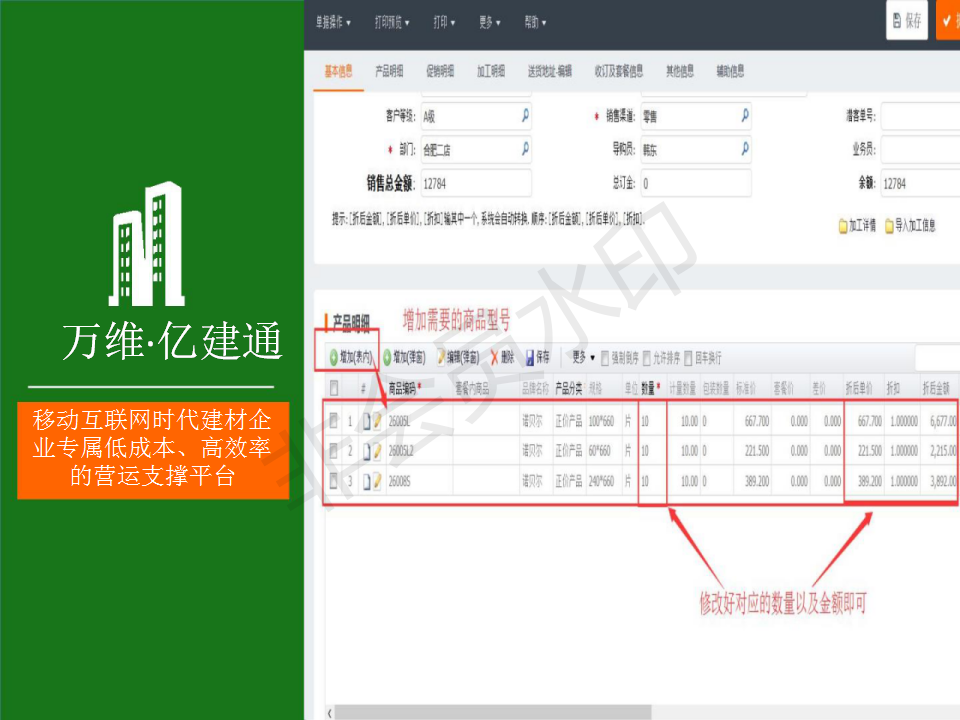 万维·亿建通
移动互联网时代建材企
业专属低成本、高效率
的营运支撑平台
单据操作 打印预览 打印 更多 帮助 保存
基本信息 产品明细 促销明细 加工明细 送货地址-编辑 收订及套餐信息 其他信息 辅助信息
客户等级: A级 * 销售渠道: 零售 潜客单号:
* 部门: 合肥二店 导购员: 韩东 业务员:
销售总金额: 12784 总订金: 0 余额: 12784
提示:[折后金额],[折后单价],[折扣]输其中一个,系统会自动转换,顺序:[折后金额],[折后单价],[折扣].
加工详情 导入加工信息
产品明细 增加需要的商品型号
增加(表内) 增加(弹窗) 编辑(弹窗) 删除 保存 更多 强制倒序 允许排序 回车换行
# 商品编码* 套餐内商品 品牌名称 产品分类 规格 单位 数量* 计量数量 包装数量 标准价 套餐价 差价 折后单价 折扣 折后金额
1 26005L 诺贝尔 正价产品 100*660 片 10 10.00 0 667.700 0.000 0.000 667.700 1.000000 6,677.00
2 26005L2 诺贝尔 正价产品 60*660 片 10 10.00 0 221.500 0.000 0.000 221.500 1.000000 2,215.00
3 26008S 诺贝尔 正价产品 240*660 片 10 10.00 0 389.200 0.000 0.000 389.200 1.000000 3,892.00
修改好对应的数量以及金额即可
非会员水印